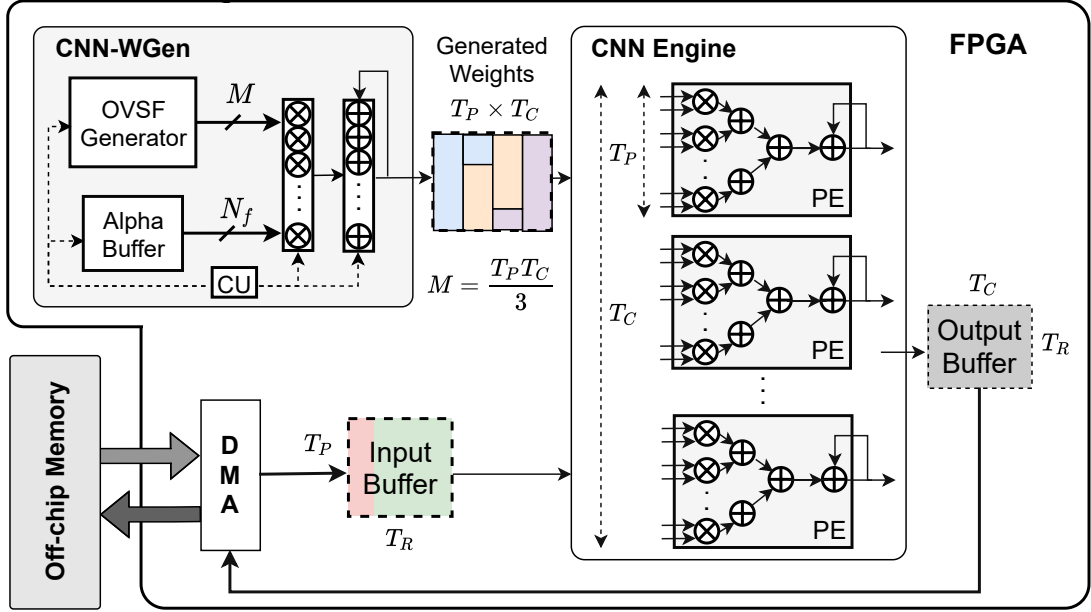 CNN-WGen
OVSF
Generator
M
Alpha
Buffer
N_f
CU
Generated
Weights
T_P × T_C
M = T_P T_C / 3
CNN Engine
FPGA
T_P
PE
T_C
PE
PE
T_C
Output
Buffer
T_R
Off-chip Memory
D
M
A
T_P
Input
Buffer
T_R